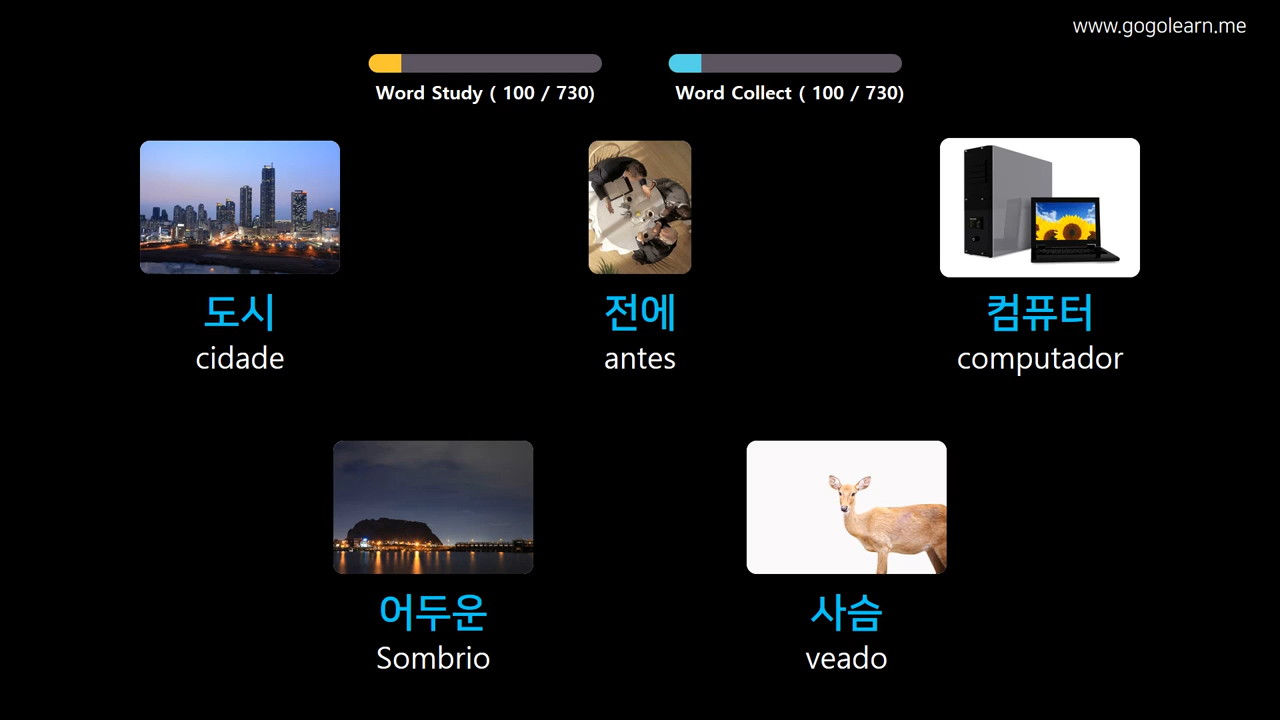 www.gogolearn.me
Word Study ( 100 / 730)
Word Collect ( 100 / 730)
도시
cidade
전에
antes
컴퓨터
computador
어두운
Sombrio
사슴
veado